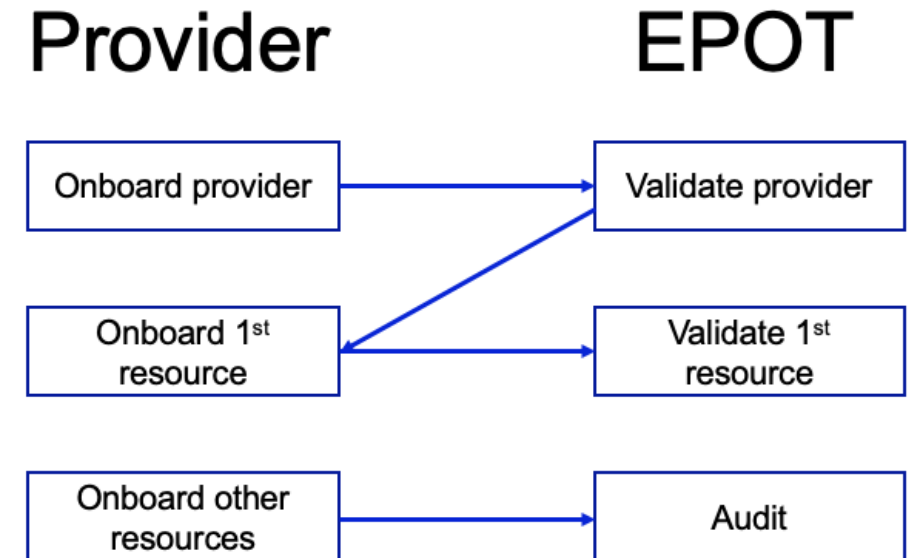 Provider
EPOT
Onboard provider
Validate provider
Onboard 1st
resource
Validate 1st
resource
Onboard other
resources
Audit